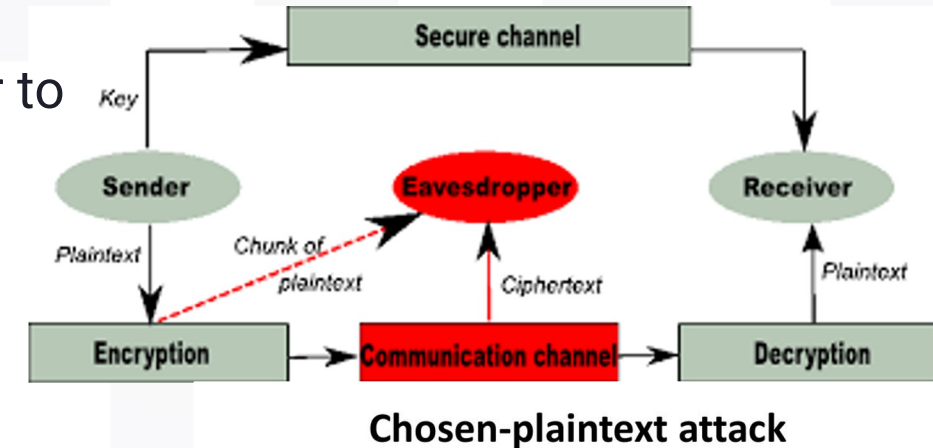 Secure channel
r to
Key
Sender
Eavesdropper
Receiver
Plaintext
Chunk of
plaintext
Ciphertext
Plaintext
Encryption
Communication channel
Decryption
Chosen-plaintext attack